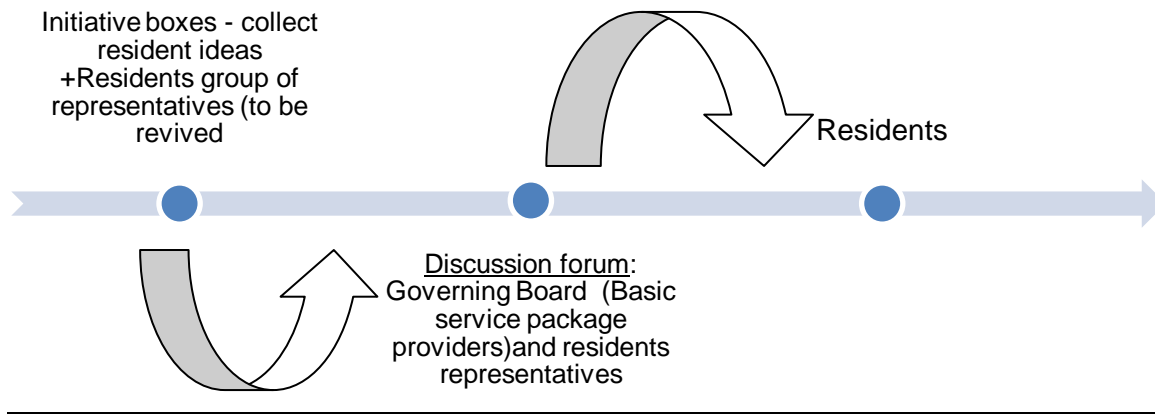 Initiative boxes - collect
resident ideas
+Residents group of
representatives (to be
revived
Residents
Discussion forum:
Governing Board (Basic
service package
providers)and residents
representatives